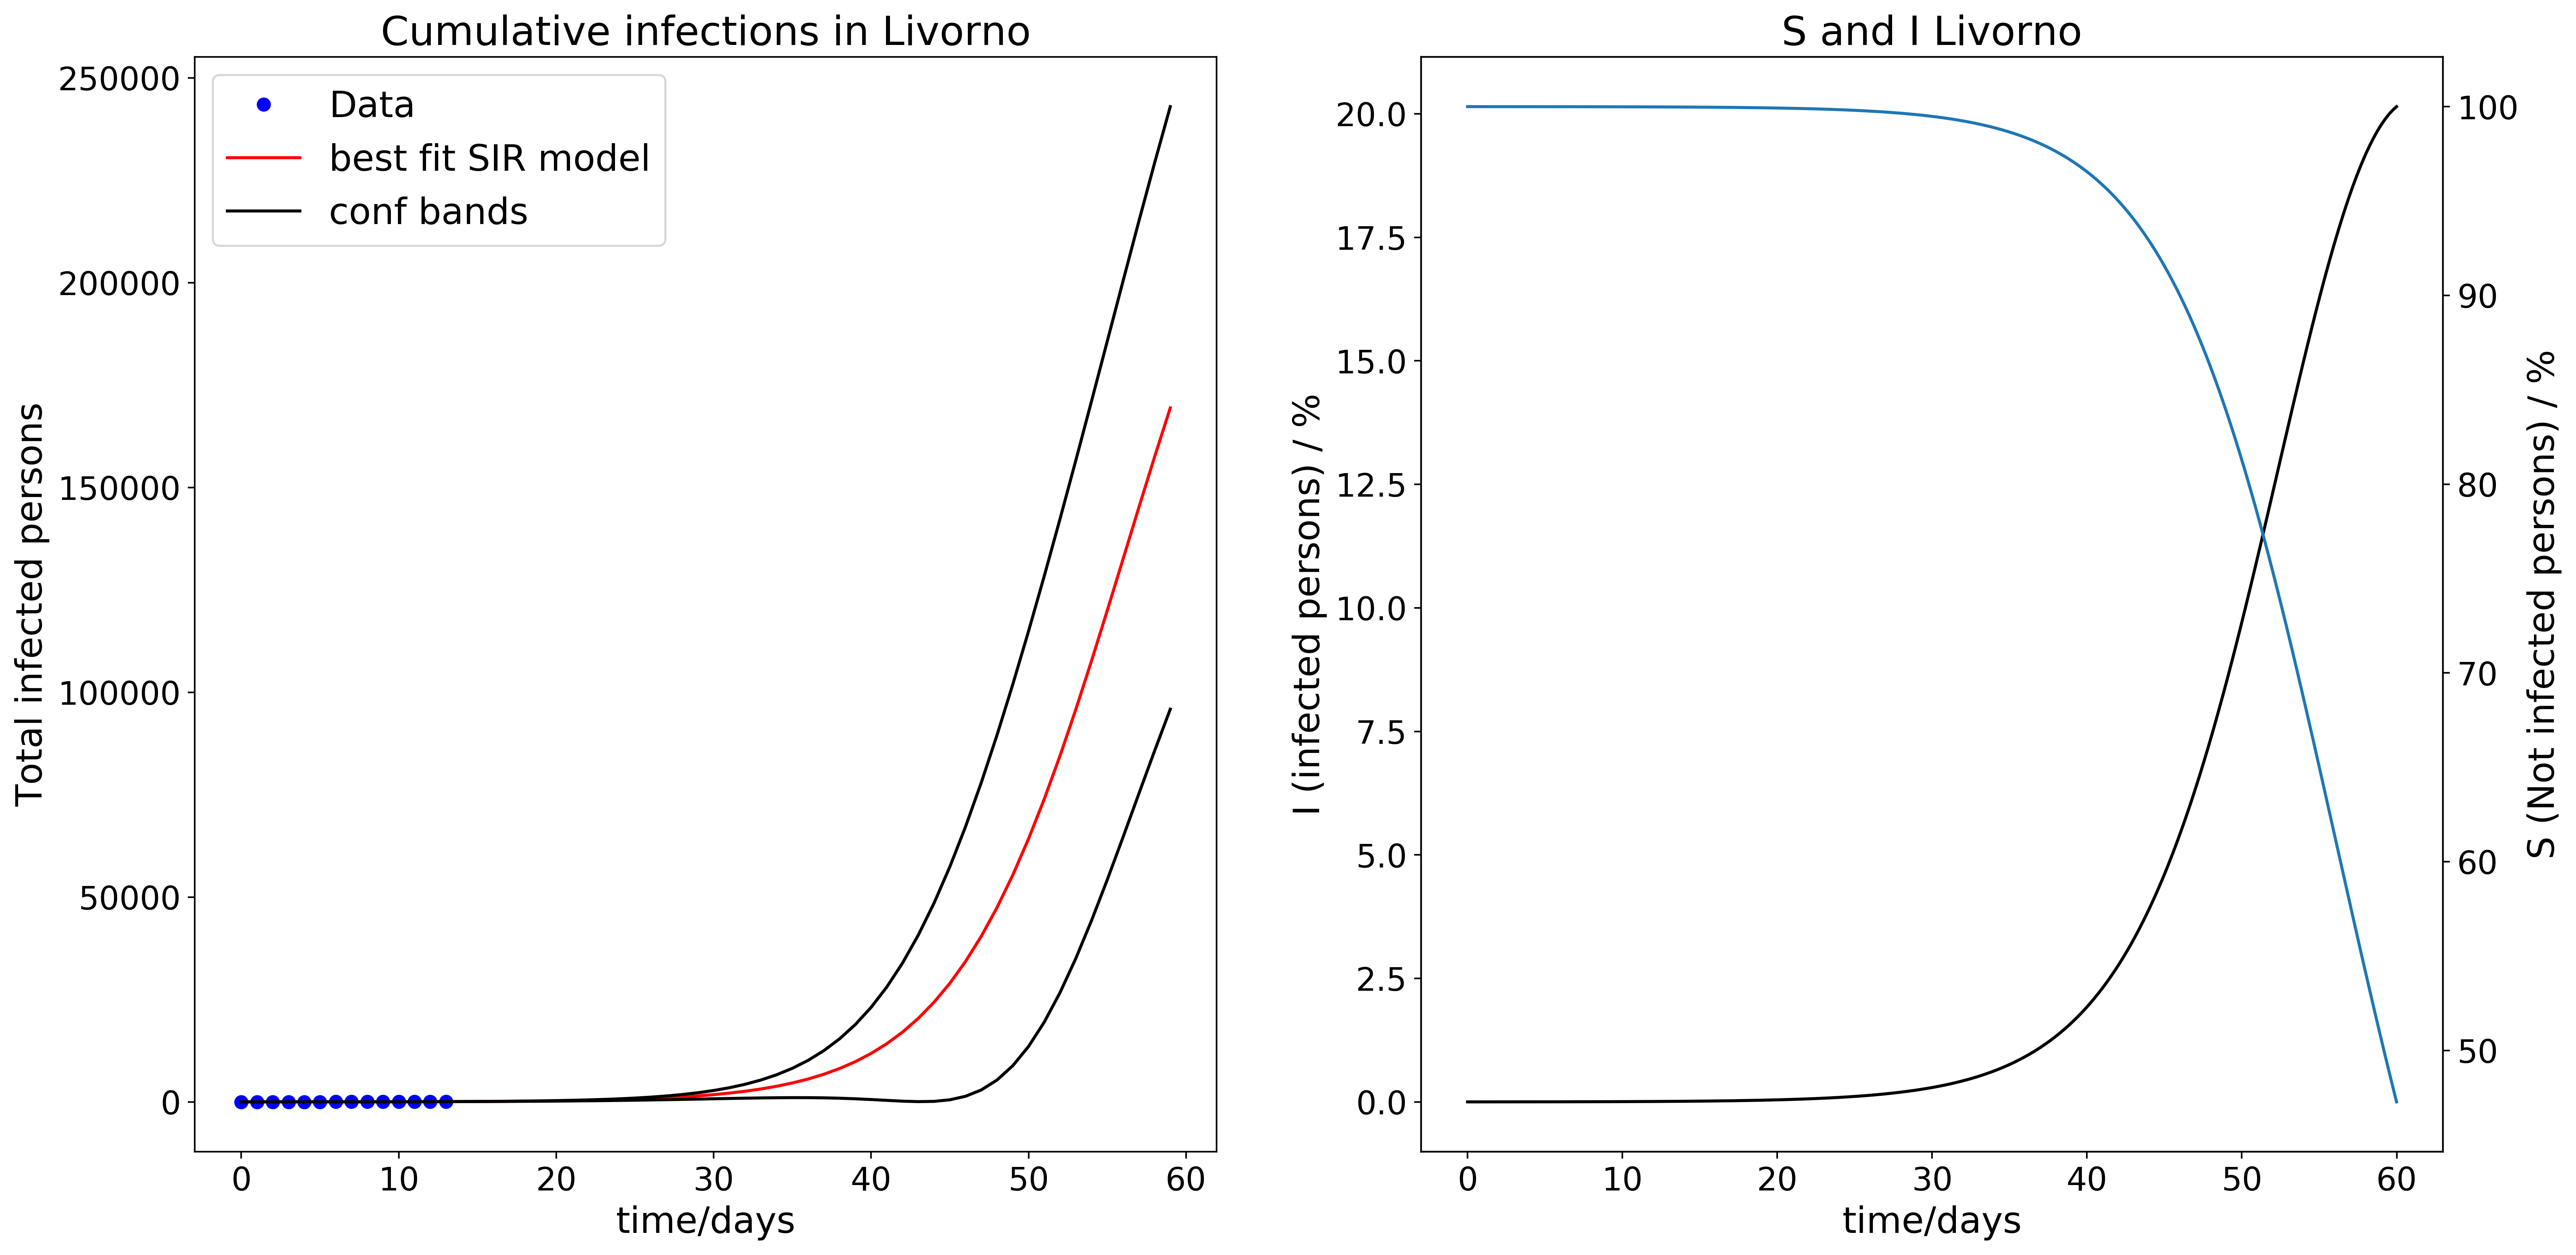 Cumulative infections in Livorno
Data
best fit SIR model
conf bands
250000
200000
150000
100000
50000
0
Total infected persons
0 10 20 30 40 50 60
time/days
S and I Livorno
20.0
17.5
15.0
12.5
10.0
7.5
5.0
2.5
0.0
I (infected persons) / %
100
90
80
70
60
50
S (Not infected persons) / %
0 10 20 30 40 50 60
time/days